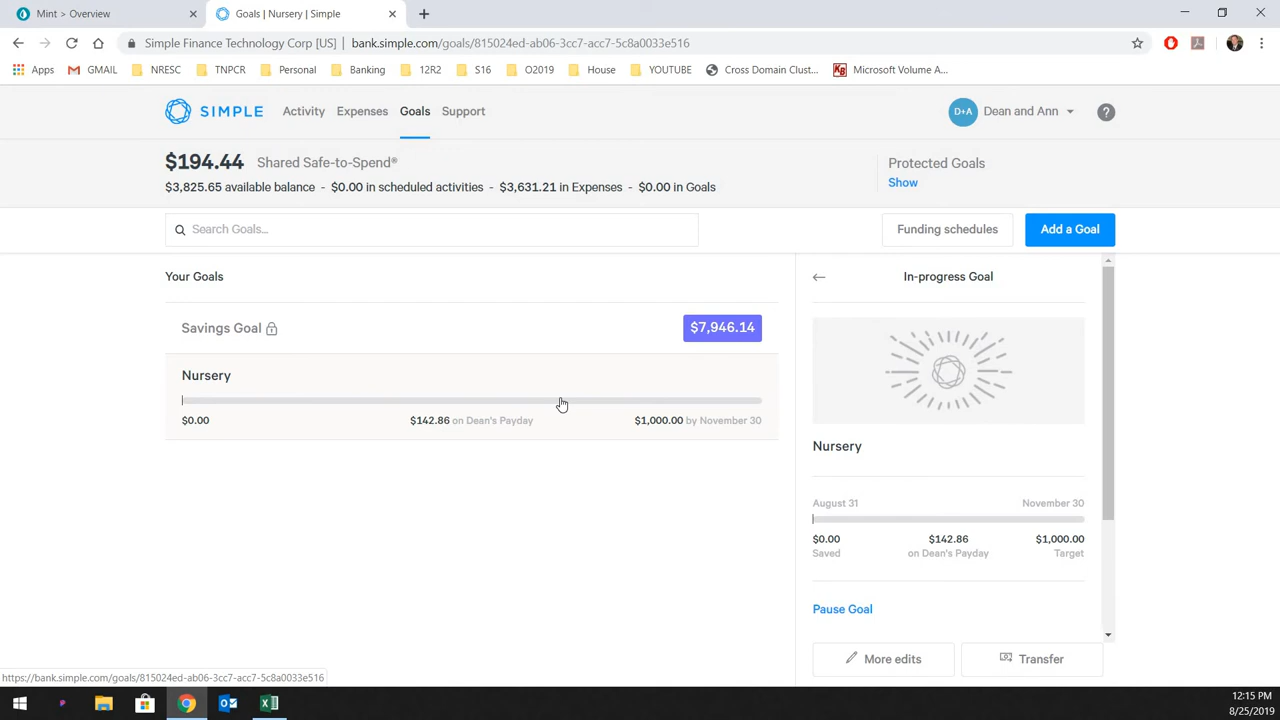 Mint > Overview
Goals | Nursery | Simple
Simple Finance Technology Corp [US] | bank.simple.com/goals/815024ed-ab06-3cc7-acc7-5c8a0033e516
Apps GMAIL NRESC TNPCR Personal Banking 12R2 S16 O2019 House YOUTUBE Cross Domain Clust... KB Microsoft Volume A...
SIMPLE Activity Expenses Goals Support D+A Dean and Ann ?
$194.44 Shared Safe-to-Spend® Protected Goals
$3,825.65 available balance - $0.00 in scheduled activities - $3,631.21 in Expenses - $0.00 in Goals Show
Search Goals... Funding schedules Add a Goal
Your Goals
In-progress Goal
Savings Goal $7,946.14
Nursery
$0.00 $142.86 on Dean's Payday $1,000.00 by November 30
Nursery
August 31 November 30
$0.00 $142.86 $1,000.00
Saved on Dean's Payday Target
Pause Goal
More edits Transfer
https://bank.simple.com/goals/815024ed-ab06-3cc7-acc7-5c8a0033e516
12:15 PM
8/25/2019